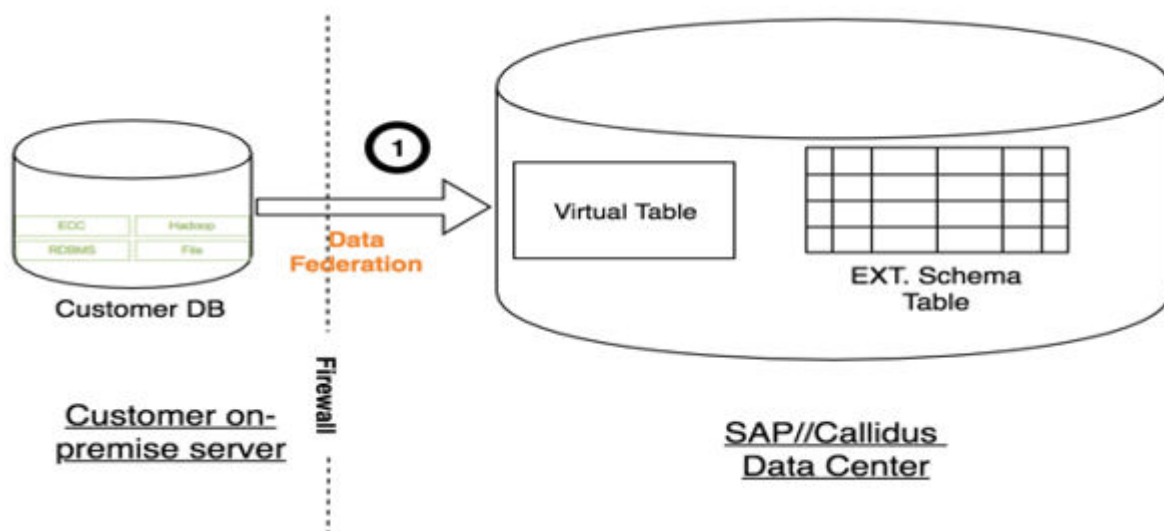 1
ECC
Hadoop
RDBMS
File
Data
Federation
Customer DB
Virtual Table
EXT. Schema
Table
Firewall
Customer on-
premise server
SAP//Callidus
Data Center